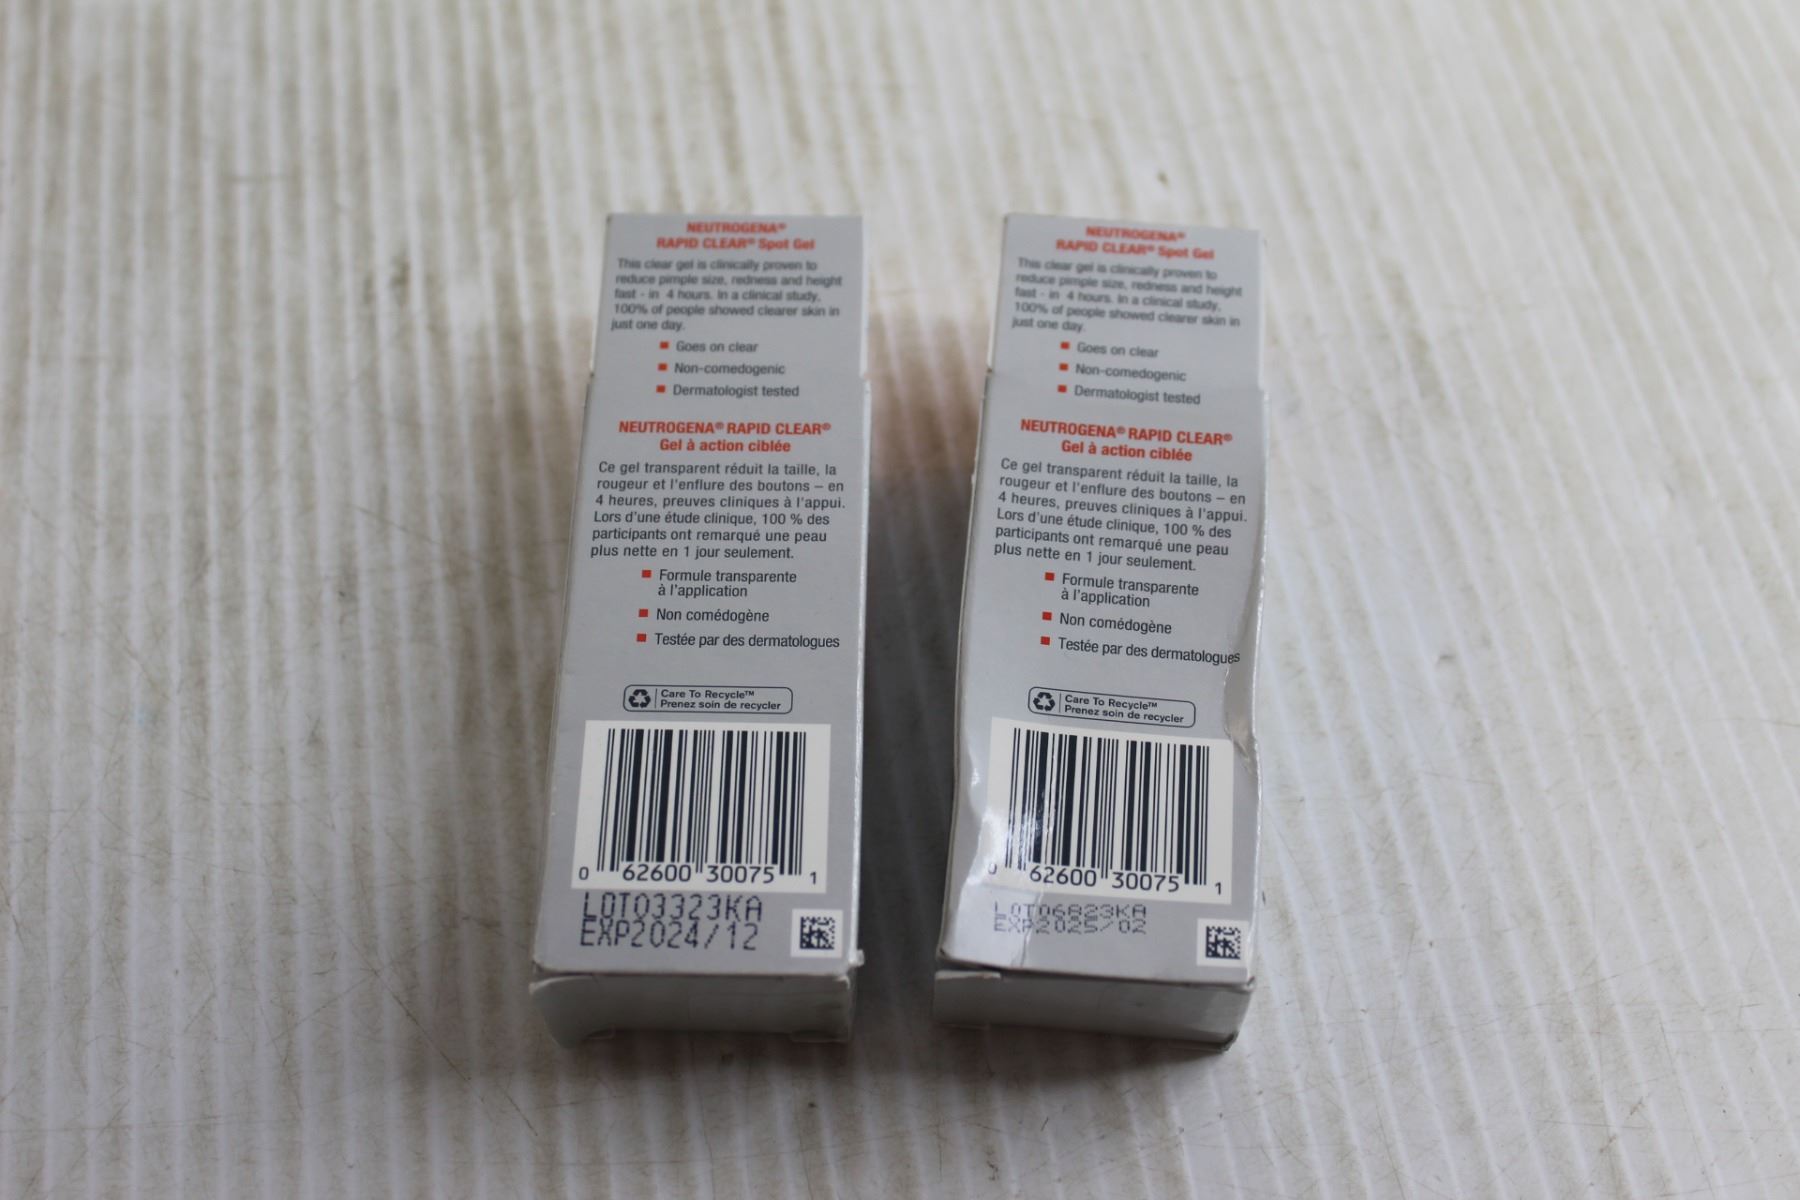 NEUTROGENA®
RAPID CLEAR® Spot Gel
This clear gel is clinically proven to
reduce pimple size, redness and height
fast - in 4 hours. In a clinical study,
100% of people showed clearer skin in
just one day.
Goes on clear
Non-comedogenic
Dermatologist tested
NEUTROGENA® RAPID CLEAR®
Gel à action ciblée
Ce gel transparent réduit la taille, la
rougeur et l'enflure des boutons – en
4 heures, preuves cliniques à l'appui.
Lors d'une étude clinique, 100 % des
participants ont remarqué une peau
plus nette en 1 jour seulement.
Formule transparente
à l'application
Non comédogène
Testée par des dermatologues
Care To Recycle™
Prenez soin de recycler
0 62600 30075 1
LOT03323KA
EXP2024/12
NEUTROGENA®
RAPID CLEAR® Spot Gel
This clear gel is clinically proven to
reduce pimple size, redness and height
fast - in 4 hours. In a clinical study,
100% of people showed clearer skin in
just one day.
Goes on clear
Non-comedogenic
Dermatologist tested
NEUTROGENA® RAPID CLEAR®
Gel à action ciblée
Ce gel transparent réduit la taille, la
rougeur et l'enflure des boutons – en
4 heures, preuves cliniques à l'appui.
Lors d'une étude clinique, 100 % des
participants ont remarqué une peau
plus nette en 1 jour seulement.
Formule transparente
à l'application
Non comédogène
Testée par des dermatologues
Care To Recycle™
Prenez soin de recycler
0 62600 30075 1
LOT06823KA
EXP2025/02